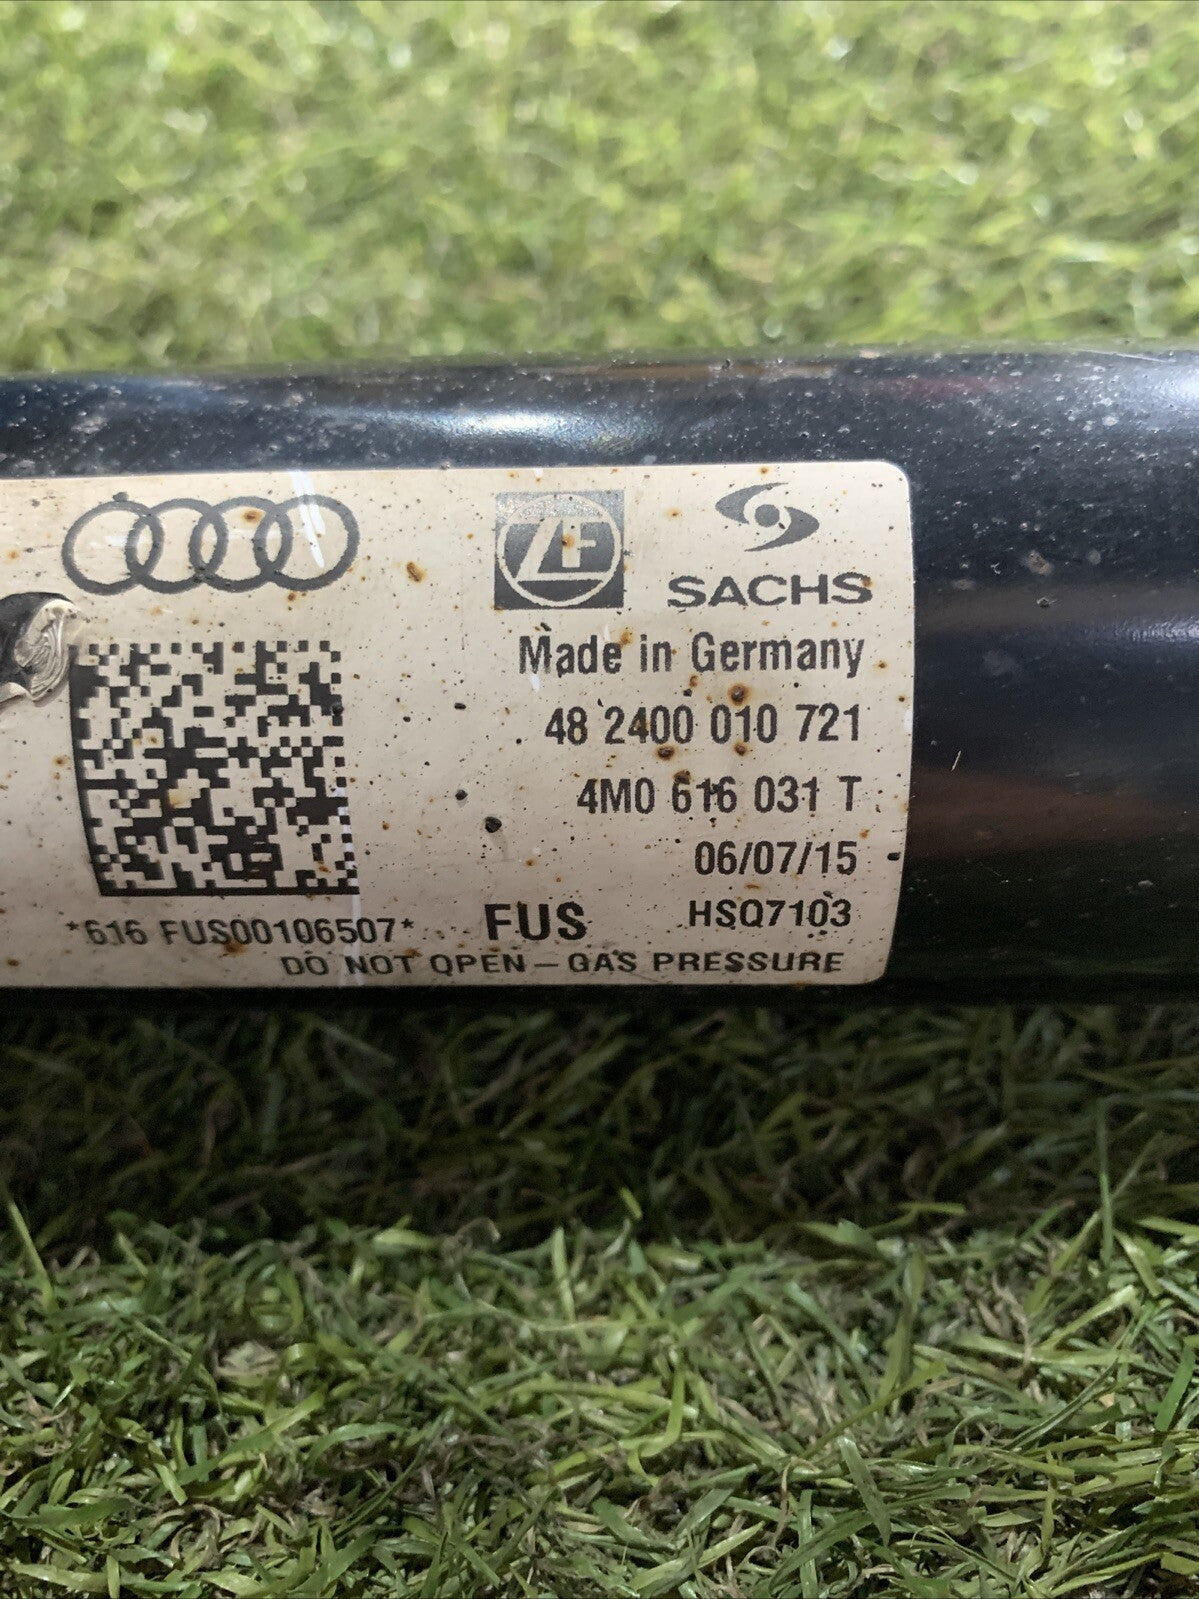 ZF SACHS
Made in Germany
48 2400 010 721
4M0 616 031 T
06/07/15
*616 FUS00106507* FUS HSQ7103
DO NOT OPEN – GAS PRESSURE